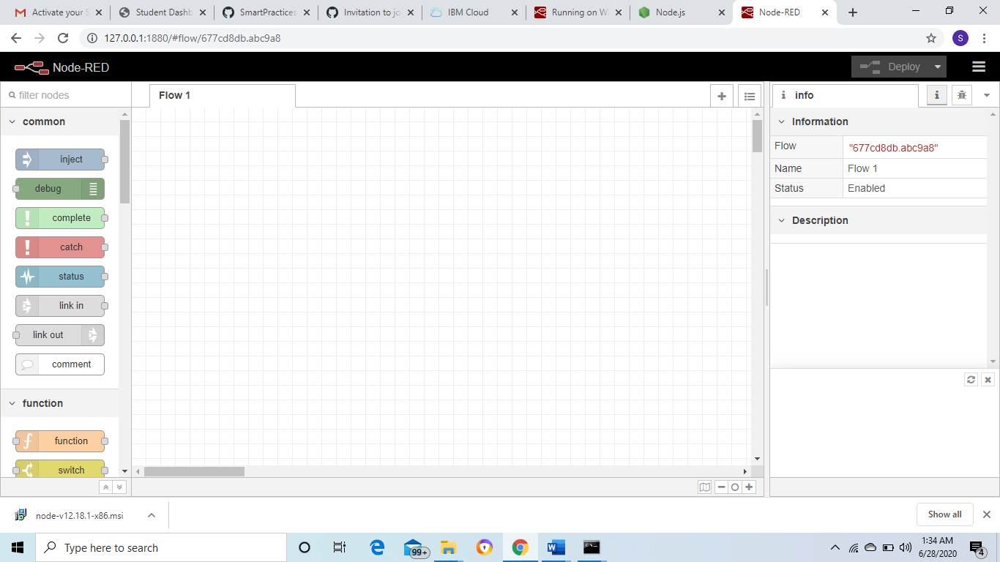 Activate your S
Student Dashb
SmartPractices
Invitation to jo
IBM Cloud
Running on Wi
Node.js
Node-RED
127.0.0.1:1880/#flow/677cd8db.abc9a8
S
Node-RED
Deploy
filter nodes
Flow 1
i info
i
common
inject
debug
complete
catch
status
link in
link out
comment
function
function
switch
Information
Flow "677cd8db.abc9a8"
Name Flow 1
Status Enabled
Description
node-v12.18.1-x86.msi
Show all
Type here to search
99+
1:34 AM
6/28/2020
4